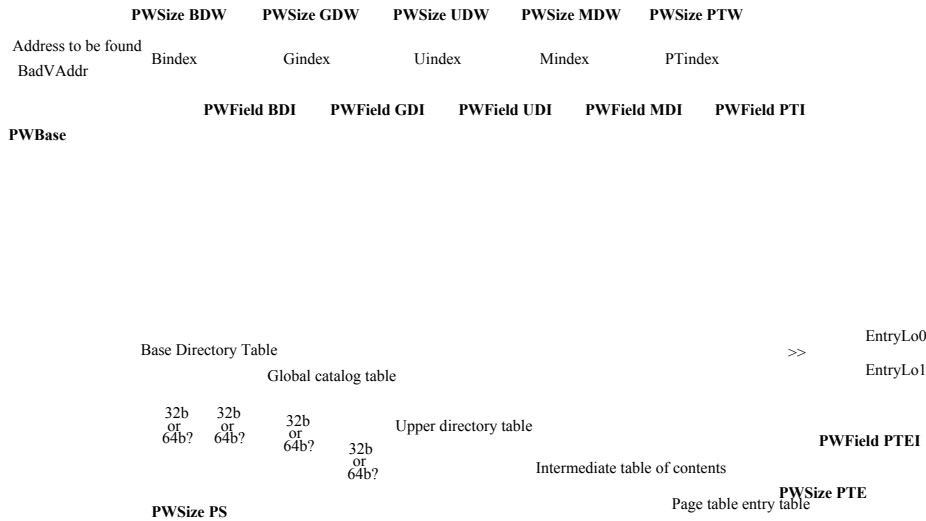 PWSize BDW PWSize GDW PWSize UDW PWSize MDW PWSize PTW
Address to be found
BadVAddr
Bindex Gindex Uindex Mindex PTindex
PWField BDI PWField GDI PWField UDI PWField MDI PWField PTI
PWBase
EntryLo0
Base Directory Table
>>
EntryLo1
Global catalog table
32b
or
64b?
32b
or
64b?
32b
or
64b?
Upper directory table
32b
or
64b?
PWField PTEI
Intermediate table of contents
PWSize PTE
Page table entry table
PWSize PS